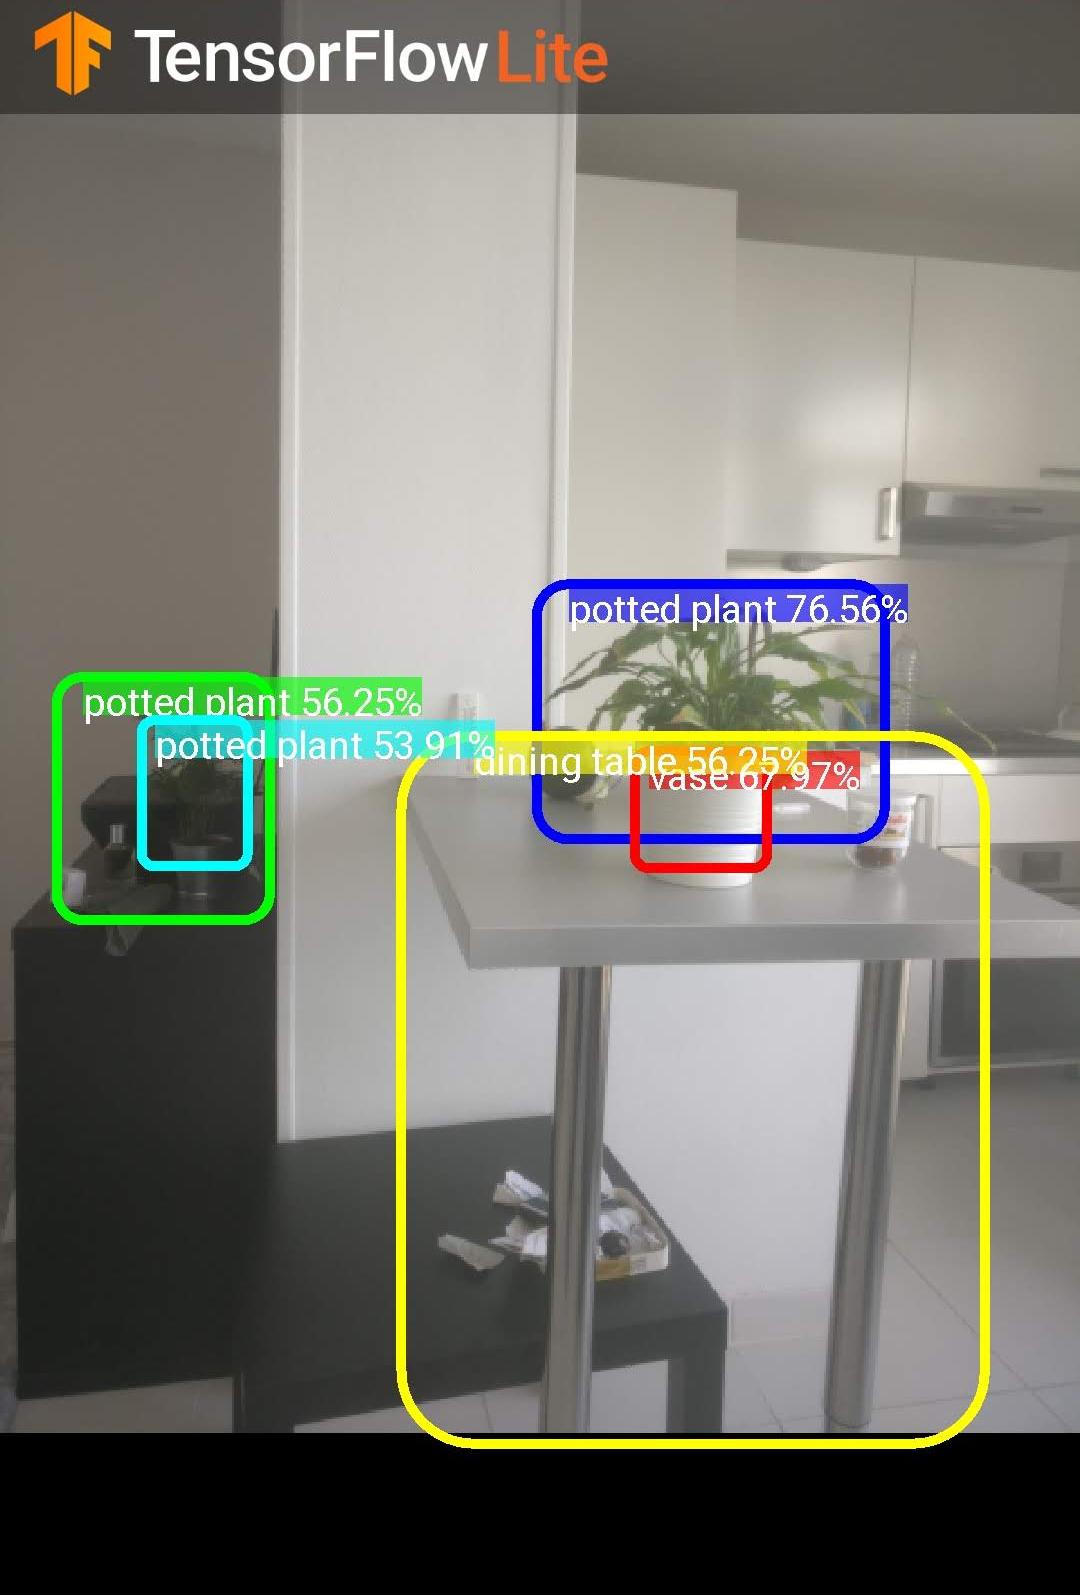 TensorFlow Lite
potted plant 76.56%
potted plant 56.25%
potted plant 53.91%
dining table 56.25%
vase 67.97%